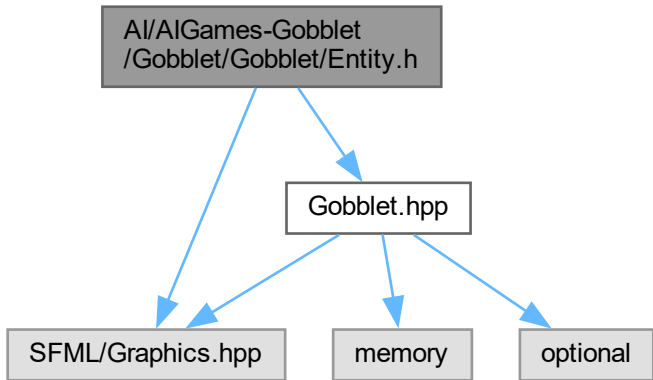 AI/AIGames-Gobblet
/Gobblet/Gobblet/Entity.h
Gobblet.hpp
SFML/Graphics.hpp
memory
optional